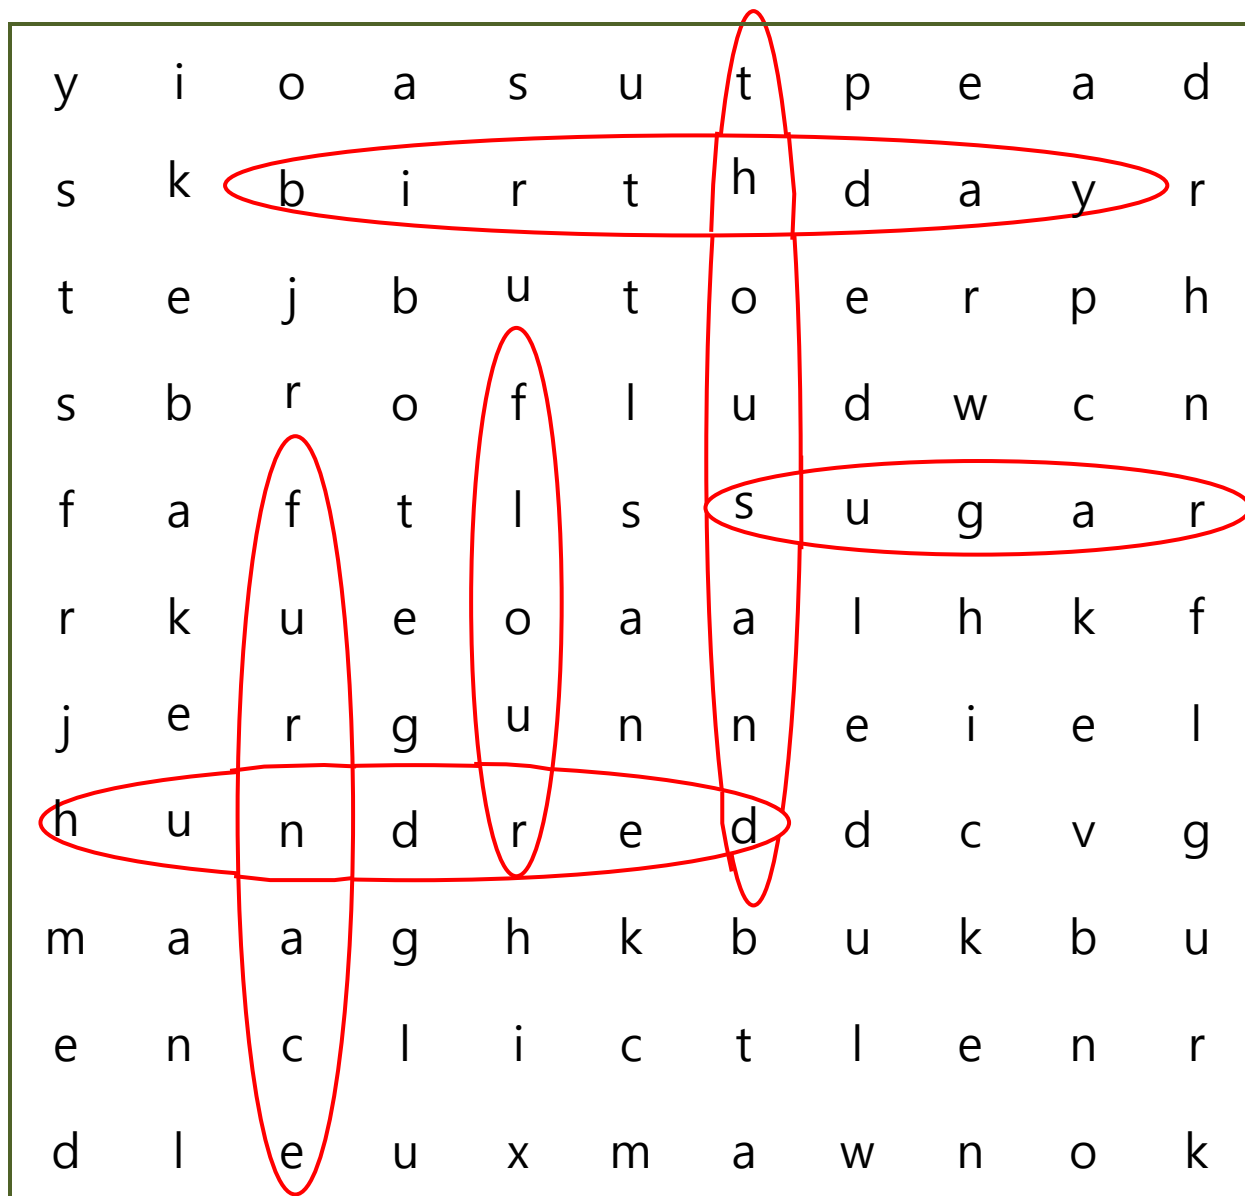 y i o a s u t p e a d
s k b i r t h d a y r
t e j b u t o e r p h
s b r o f l u d w c n
f a f t l s s u g a r
r k u e o a a l h k f
j e r g u n n e i e l
h u n d r e d d c v g
m a a g h k b u k b u
e n c l i c t l e n r
d l e u x m a w n o k